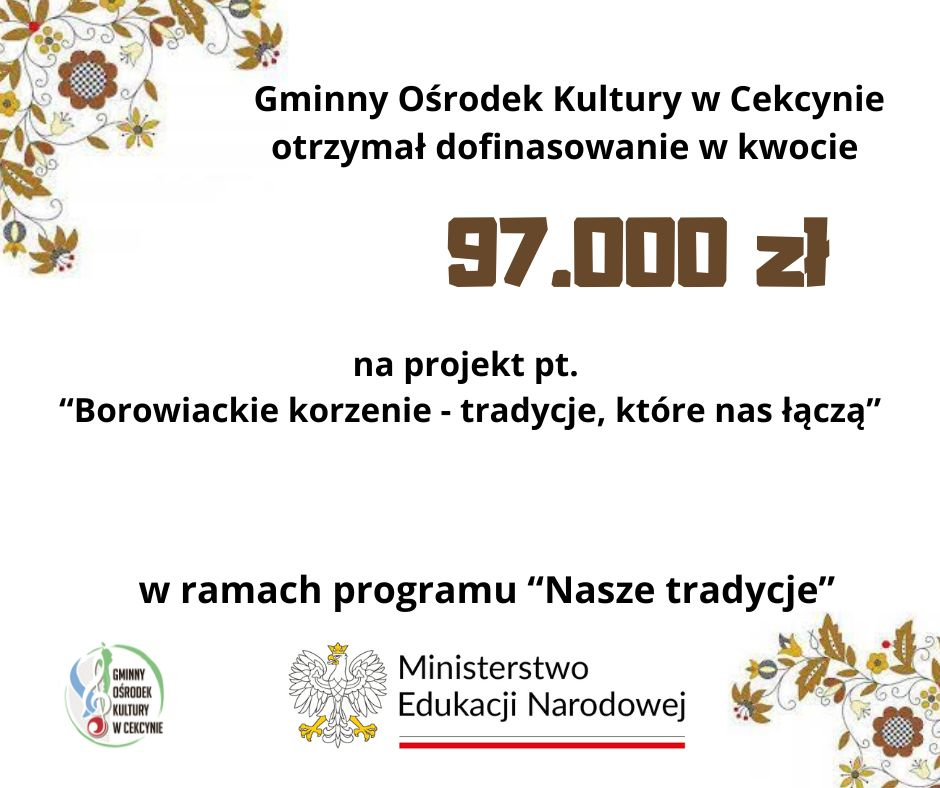 Gminny Ośrodek Kultury w Cekcynie
otrzymał dofinasowanie w kwocie
97.000 zł
na projekt pt.
“Borowiackie korzenie - tradycje, które nas łączą”
w ramach programu “Nasze tradycje”
GMINNY
OŚRODEK
KULTURY
W CEKCYNIE
Ministerstwo
Edukacji Narodowej